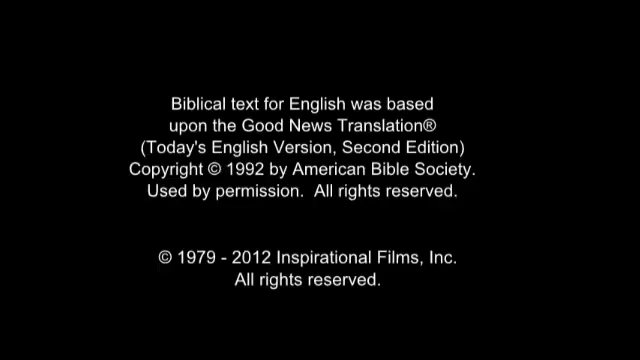 Biblical text for English was based
upon the Good News Translation®
(Today's English Version, Second Edition)
Copyright © 1992 by American Bible Society.
Used by permission.  All rights reserved.
© 1979 - 2012 Inspirational Films, Inc.
All rights reserved.